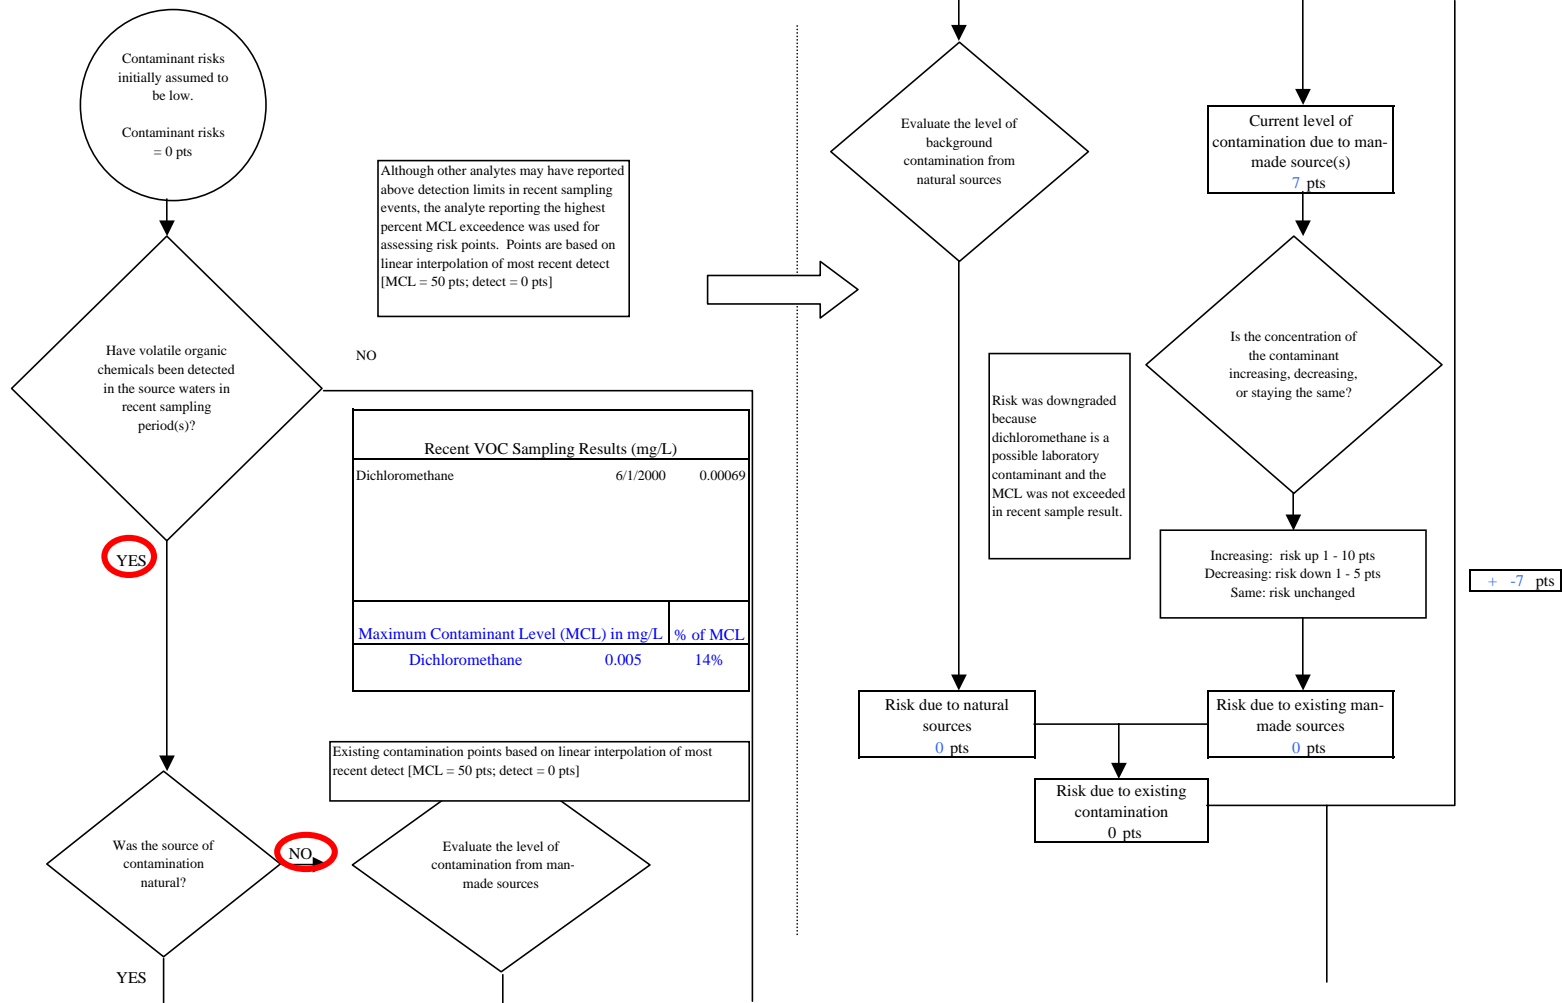 Contaminant risks
initially assumed to
be low.
Contaminant risks
= 0 pts
Although other analytes may have reported
above detection limits in recent sampling
events, the analyte reporting the highest
percent MCL exceedence was used for
assessing risk points.  Points are based on
linear interpolation of most recent detect
[MCL = 50 pts; detect = 0 pts]
Have volatile organic
chemicals been detected
in the source waters in
recent sampling
period(s)?
NO
Recent VOC Sampling Results (mg/L)
Dichloromethane 6/1/2000 0.00069
Maximum Contaminant Level (MCL) in mg/L % of MCL
Dichloromethane 0.005 14%
YES
Existing contamination points based on linear interpolation of most
recent detect [MCL = 50 pts; detect = 0 pts]
Was the source of
contamination
natural?
NO
Evaluate the level of
contamination from man-
made sources
YES
Evaluate the level of
background
contamination from
natural sources
Current level of
contamination due to man-
made source(s)
7 pts
Is the concentration of
the contaminant
increasing, decreasing,
or staying the same?
Risk was downgraded
because
dichloromethane is a
possible laboratory
contaminant and the
MCL was not exceeded
in recent sample result.
Increasing:  risk up 1 - 10 pts
Decreasing: risk down 1 - 5 pts
Same: risk unchanged
+ -7 pts
Risk due to natural
sources
0 pts
Risk due to existing man-
made sources
0 pts
Risk due to existing
contamination
0 pts